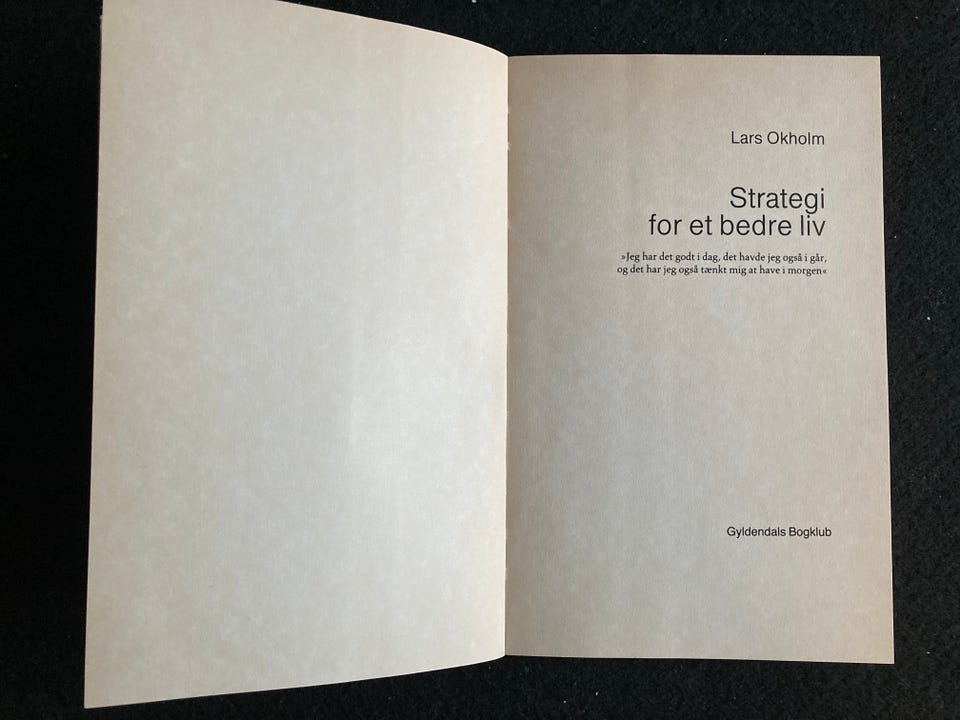 Lars Okholm
Strategi
for et bedre liv
»Jeg har det godt i dag, det havde jeg også i går,
og det har jeg også tænkt mig at have i morgen«
Gyldendals Bogklub